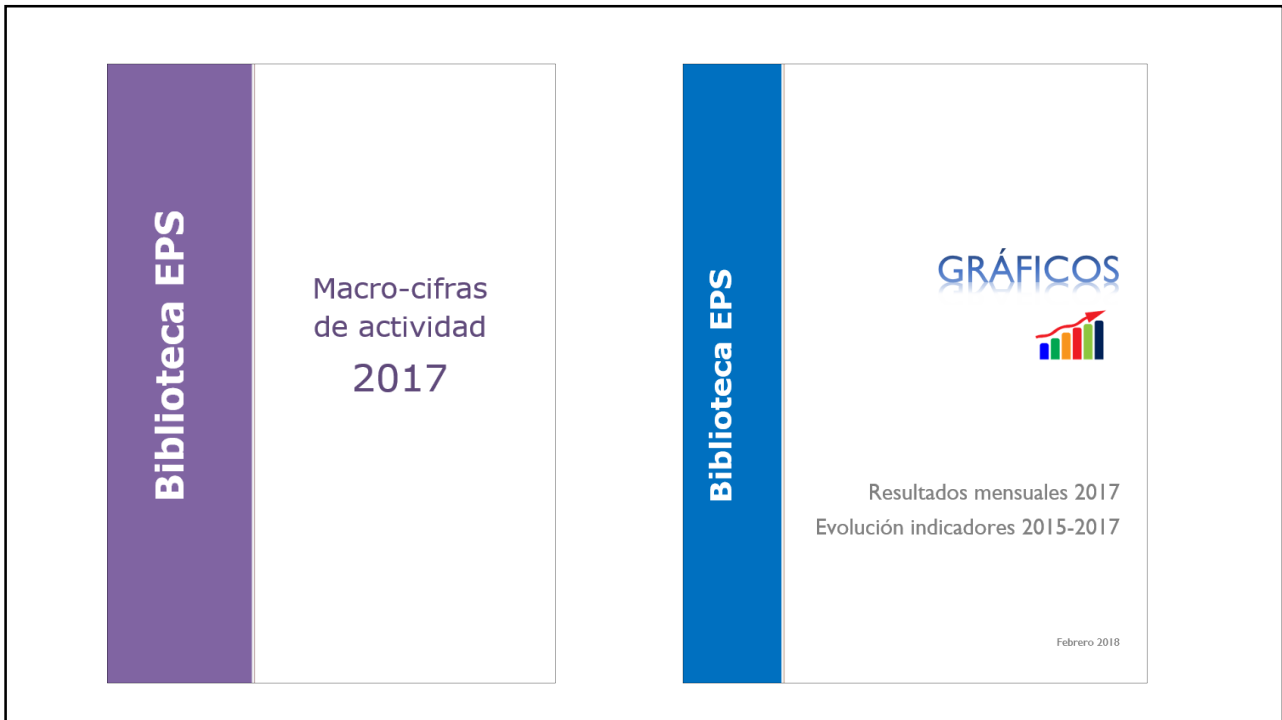 Biblioteca EPS
Macro-cifras
de actividad
2017
Biblioteca EPS
GRÁFICOS
Resultados mensuales 2017
Evolución indicadores 2015-2017
Febrero 2018